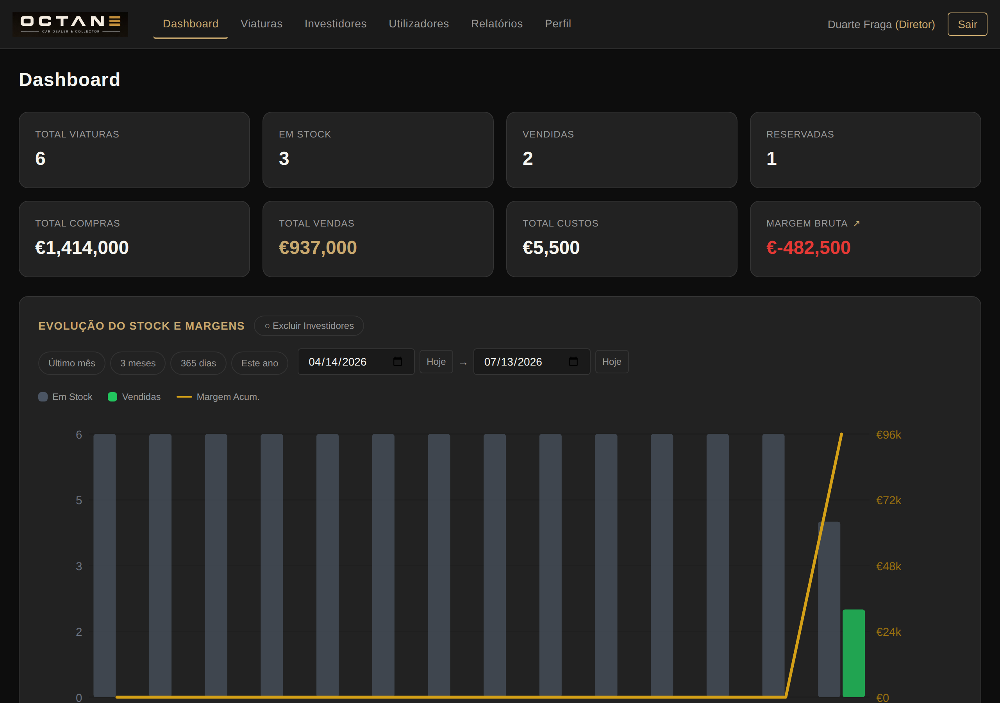 OCTANE
CAR DEALER & COLLECTOR
Dashboard
Viaturas
Investidores
Utilizadores
Relatórios
Perfil
Duarte Fraga (Diretor)
Sair
Dashboard
TOTAL VIATURAS
6
EM STOCK
3
VENDIDAS
2
RESERVADAS
1
TOTAL COMPRAS
€1,414,000
TOTAL VENDAS
€937,000
TOTAL CUSTOS
€5,500
MARGEM BRUTA ↗
€-482,500
EVOLUÇÃO DO STOCK E MARGENS
○ Excluir Investidores
Último mês
3 meses
365 dias
Este ano
04/14/2026
Hoje
→
07/13/2026
Hoje
Em Stock
Vendidas
Margem Acum.
6
5
3
2
0
€96k
€72k
€48k
€24k
€0